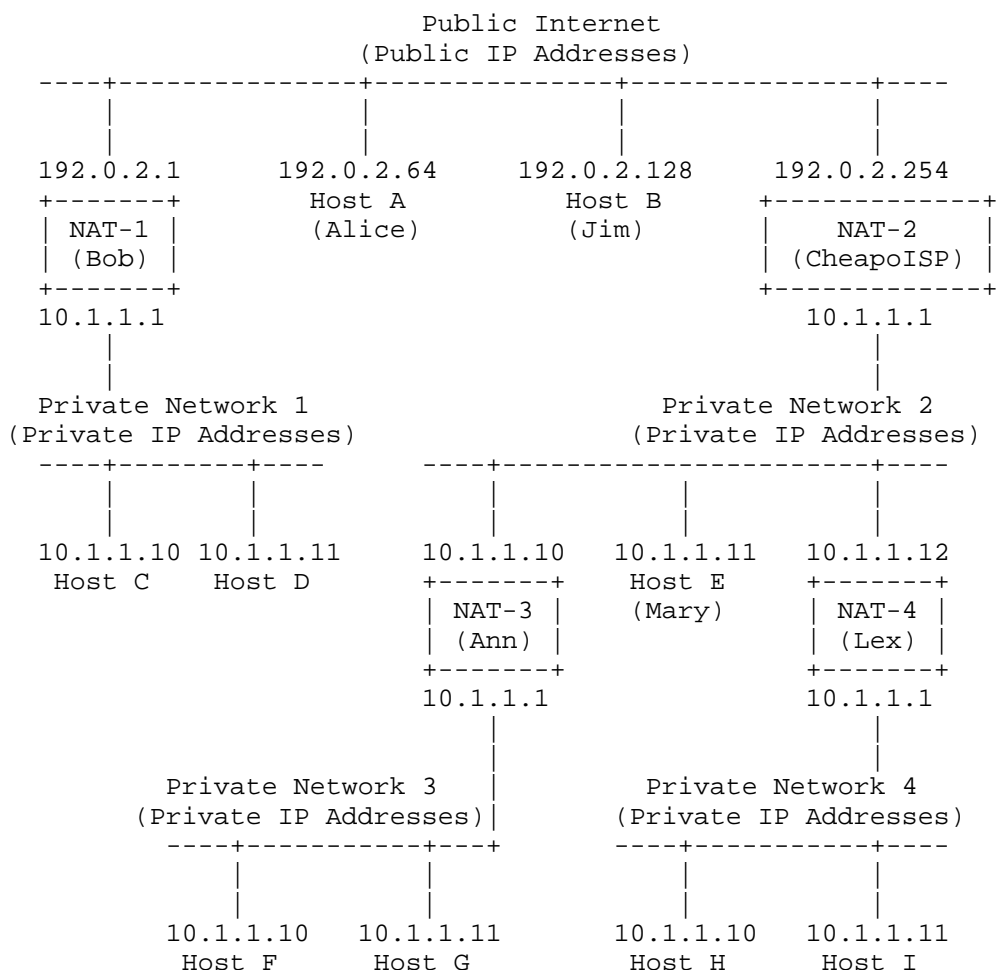 Public Internet
(Public IP Addresses)
192.0.2.1 192.0.2.64 192.0.2.128 192.0.2.254
Host A Host B
NAT-1 (Alice) (Jim) NAT-2
(Bob) (CheapoISP)
10.1.1.1 10.1.1.1
Private Network 1 Private Network 2
(Private IP Addresses) (Private IP Addresses)
10.1.1.10 10.1.1.11 10.1.1.10 10.1.1.11 10.1.1.12
Host C Host D Host E
NAT-3 (Mary) NAT-4
(Ann) (Lex)
10.1.1.1 10.1.1.1
Private Network 3 Private Network 4
(Private IP Addresses) (Private IP Addresses)
10.1.1.10 10.1.1.11 10.1.1.10 10.1.1.11
Host F Host G Host H Host I